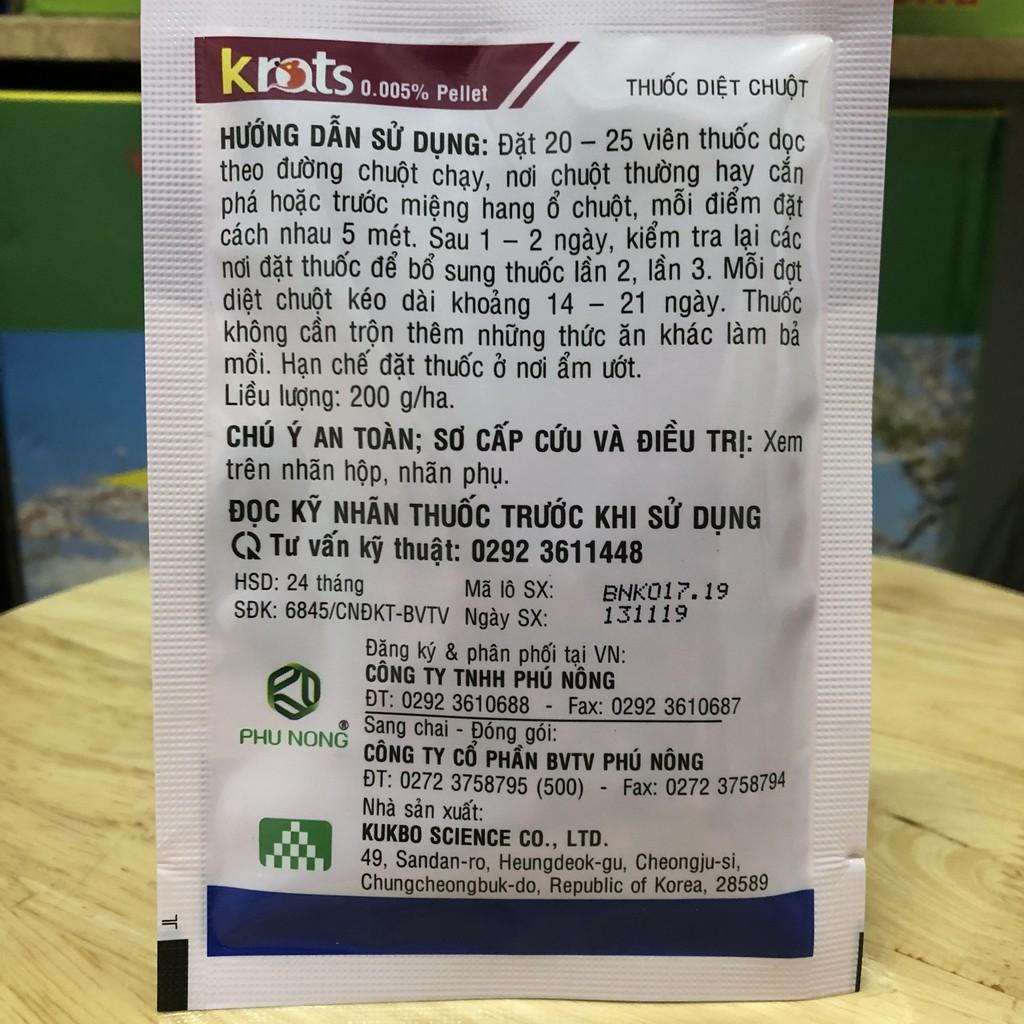 krats 0.005% Pellet
THUỐC DIỆT CHUỘT
HƯỚNG DẪN SỬ DỤNG: Đặt 20 – 25 viên thuốc dọc
theo đường chuột chạy, nơi chuột thường hay cắn
phá hoặc trước miệng hang ổ chuột, mỗi điểm đặt
cách nhau 5 mét. Sau 1 – 2 ngày, kiểm tra lại các
nơi đặt thuốc để bổ sung thuốc lần 2, lần 3. Mỗi đợt
diệt chuột kéo dài khoảng 14 – 21 ngày. Thuốc
không cần trộn thêm những thức ăn khác làm bả
mồi. Hạn chế đặt thuốc ở nơi ẩm ướt.
Liều lượng: 200 g/ha.
CHÚ Ý AN TOÀN; SƠ CẤP CỨU VÀ ĐIỀU TRỊ: Xem
trên nhãn hộp, nhãn phụ.
ĐỌC KỸ NHÃN THUỐC TRƯỚC KHI SỬ DỤNG
Tư vấn kỹ thuật: 0292 3611448
HSD: 24 tháng
Mã lô SX: BNK017.19
SĐK: 6845/CNĐKT-BVTV
Ngày SX: 131119
Đăng ký & phân phối tại VN:
CÔNG TY TNHH PHÚ NÔNG
ĐT: 0292 3610688 - Fax: 0292 3610687
PHU NONG®
Sang chai - Đóng gói:
CÔNG TY CỔ PHẦN BVTV PHÚ NÔNG
ĐT: 0272 3758795 (500) - Fax: 0272 3758794
Nhà sản xuất:
KUKBO SCIENCE CO., LTD.
49, Sandan-ro, Heungdeok-gu, Cheongju-si,
Chungcheongbuk-do, Republic of Korea, 28589